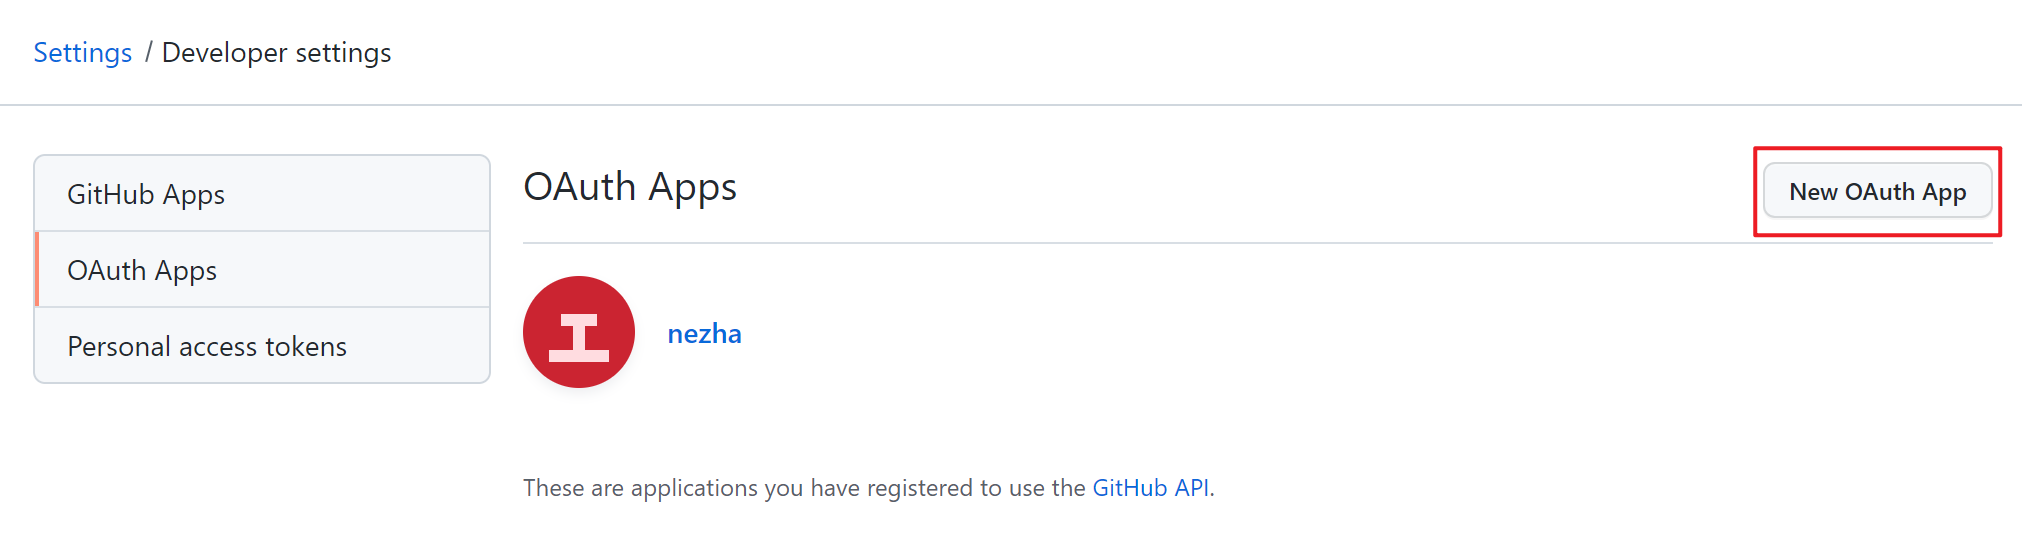 Settings / Developer settings
GitHub Apps
OAuth Apps
Personal access tokens
OAuth Apps
New OAuth App
nezha
These are applications you have registered to use the GitHub API.